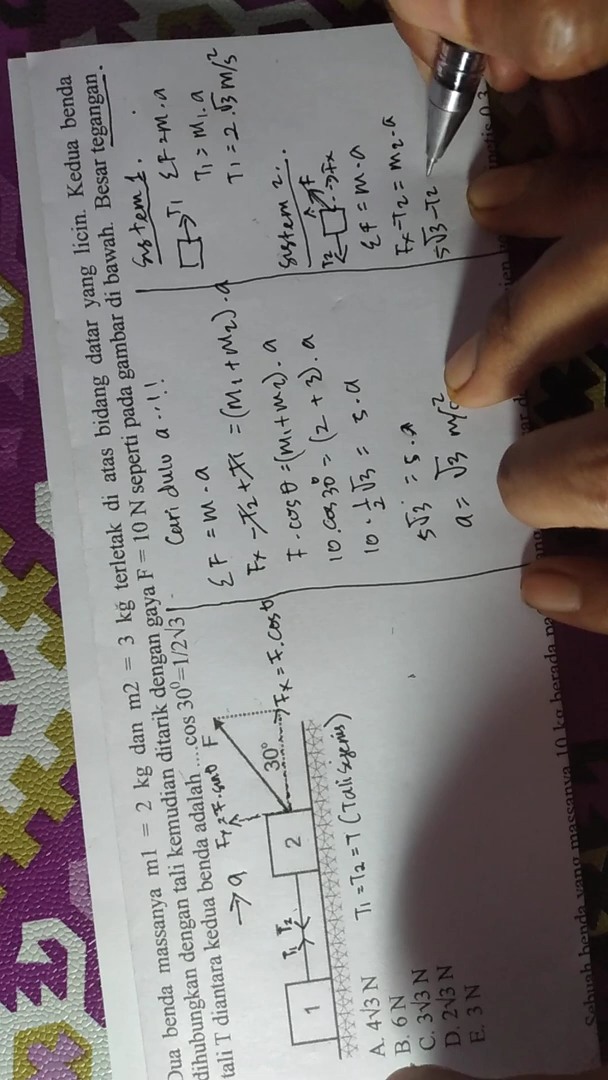 Dua benda massanya m1 = 2 kg dan m2 = 3 kg terletak di atas bidang datar yang licin. Kedua benda
dihubungkan dengan tali kemudian ditarik dengan gaya F = 10 N seperti pada gambar di bawah. Besar tegangan
tali T diantara kedua benda adalah .... cos 30⁰=1/2√3
→ a
Fy = F. sin θ
F
30°
Fx = F. cos θ
1
T1 T2
2
T1 = T2 = T (Tali sejenis)
A. 4√3 N
B. 6 N
C. 3√3 N
D. 2√3 N
E. 3 N
Cari dulu a...!!
ΣF = m . a
Fx - T2 + T1 = (m1 + m2) . a
F . cos θ = (m1 + m2) . a
10 . cos 30° = (2 + 3) . a
10 . 1/2 √3 = 5 . a
5√3 = 5 . a
a = √3 m/s²
Sistem 1.
→ T1
ΣF = m . a
T1 = m1 . a
T1 = 2 . √3 m/s²
Sistem 2.
T2
F
→ Fx
ΣF = m . a
Fx - T2 = m2 . a
5√3 - T2
Sebuah benda yang massanya 10 kg berada pa